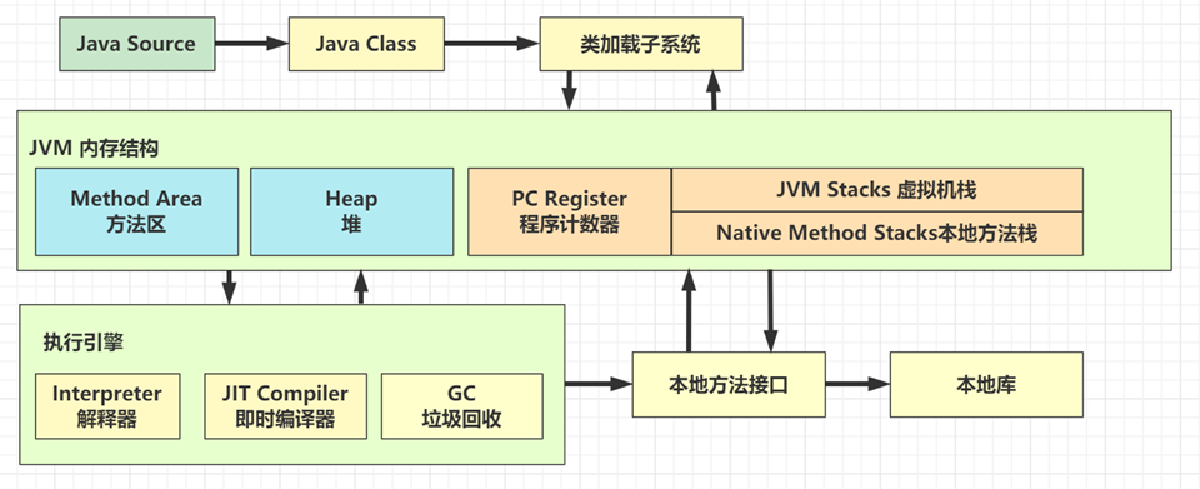 Java Source
Java Class
类加载子系统
JVM 内存结构
Method Area
方法区
Heap
堆
PC Register
程序计数器
JVM Stacks 虚拟机栈
Native Method Stacks本地方法栈
执行引擎
Interpreter
解释器
JIT Compiler
即时编译器
GC
垃圾回收
本地方法接口
本地库